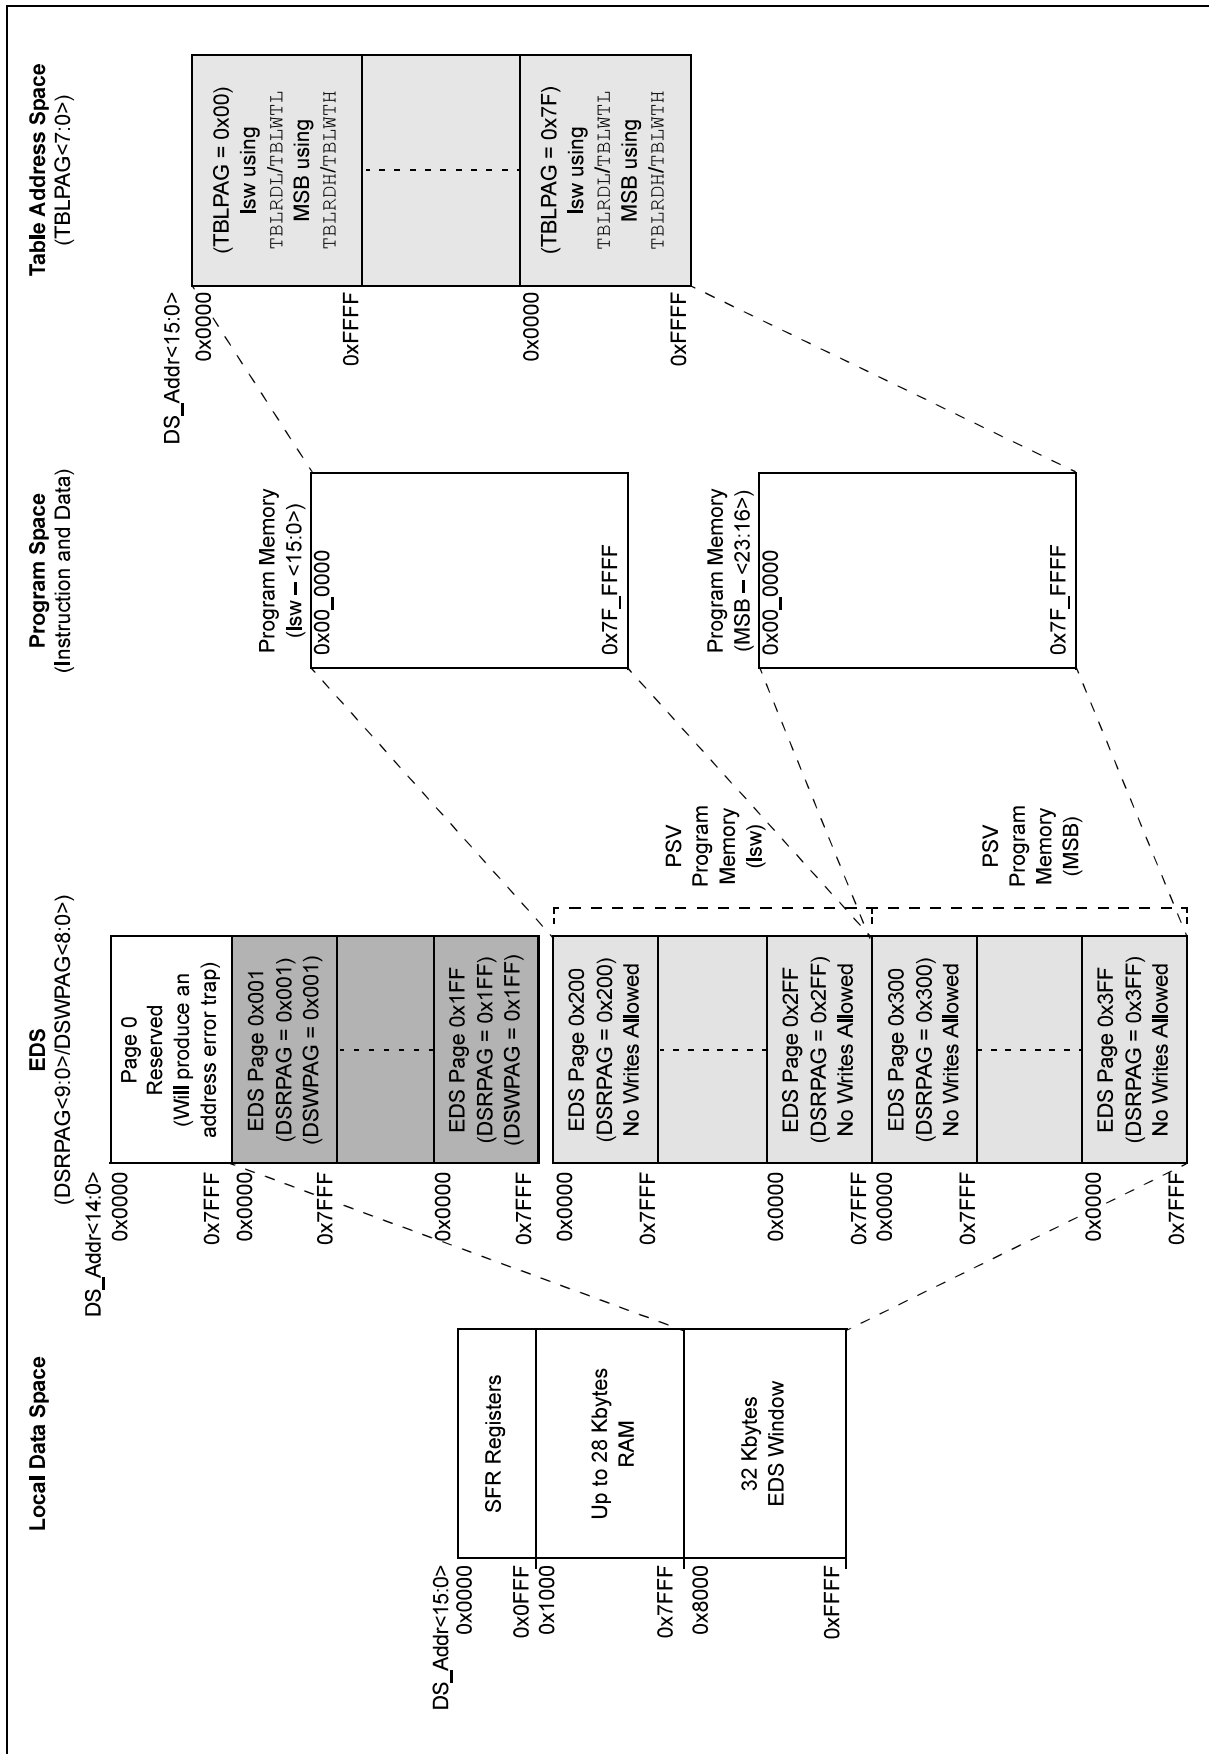 Local Data Space
DS_Addr<15:0>
0x0000
SFR Registers
0x0FFF
0x1000
Up to 28 Kbytes
RAM
0x7FFF
0x8000
32 Kbytes
EDS Window
0xFFFF
EDS
(DSRPAG<9:0>/DSWPAG<8:0>)
DS_Addr<14:0>
0x0000
Page 0
Reserved
(Will produce an
address error trap)
0x7FFF
0x0000
EDS Page 0x001
(DSRPAG = 0x001)
(DSWPAG = 0x001)
0x7FFF
0x0000
EDS Page 0x1FF
(DSRPAG = 0x1FF)
(DSWPAG = 0x1FF)
0x7FFF
0x0000
EDS Page 0x200
(DSRPAG = 0x200)
No Writes Allowed
0x7FFF
0x0000
EDS Page 0x2FF
(DSRPAG = 0x2FF)
No Writes Allowed
0x7FFF
0x0000
EDS Page 0x300
(DSRPAG = 0x300)
No Writes Allowed
0x7FFF
0x0000
EDS Page 0x3FF
(DSRPAG = 0x3FF)
No Writes Allowed
0x7FFF
PSV
Program
Memory
(lsw)
PSV
Program
Memory
(MSB)
Program Space
(Instruction and Data)
Program Memory
(lsw – <15:0>)
0x00_0000
0x7F_FFFF
Program Memory
(MSB – <23:16>)
0x00_0000
0x7F_FFFF
Table Address Space
(TBLPAG<7:0>)
DS_Addr<15:0>
0x0000
(TBLPAG = 0x00)
lsw using
TBLRDL/TBLWTL
MSB using
TBLRDH/TBLWTH
0xFFFF
0x0000
(TBLPAG = 0x7F)
lsw using
TBLRDL/TBLWTL
MSB using
TBLRDH/TBLWTH
0xFFFF